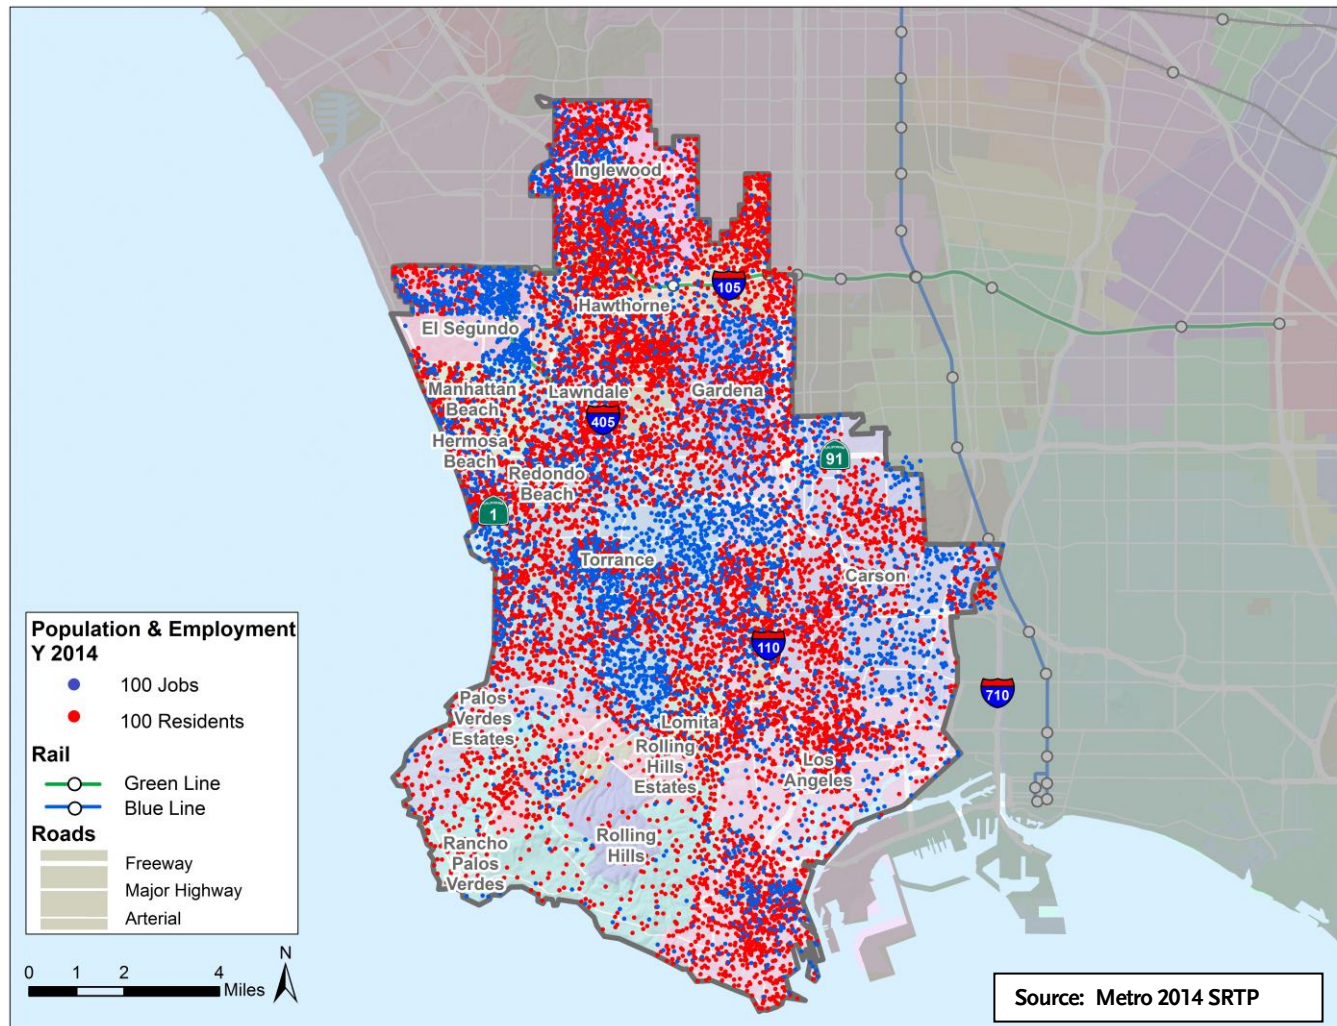 Inglewood
105
Hawthorne
El Segundo
Manhattan
Beach
Lawndale
Gardena
405
Hermosa
Beach
91
Redondo
Beach
1
Torrance
Carson
110
710
Palos
Verdes
Estates
Lomita
Rolling
Hills
Estates
Los
Angeles
Rolling
Hills
Rancho
Palos
Verdes
Population & Employment
Y 2014
100 Jobs
100 Residents
Rail
Green Line
Blue Line
Roads
Freeway
Major Highway
Arterial
0 1 2 4
Miles
N
Source: Metro 2014 SRTP